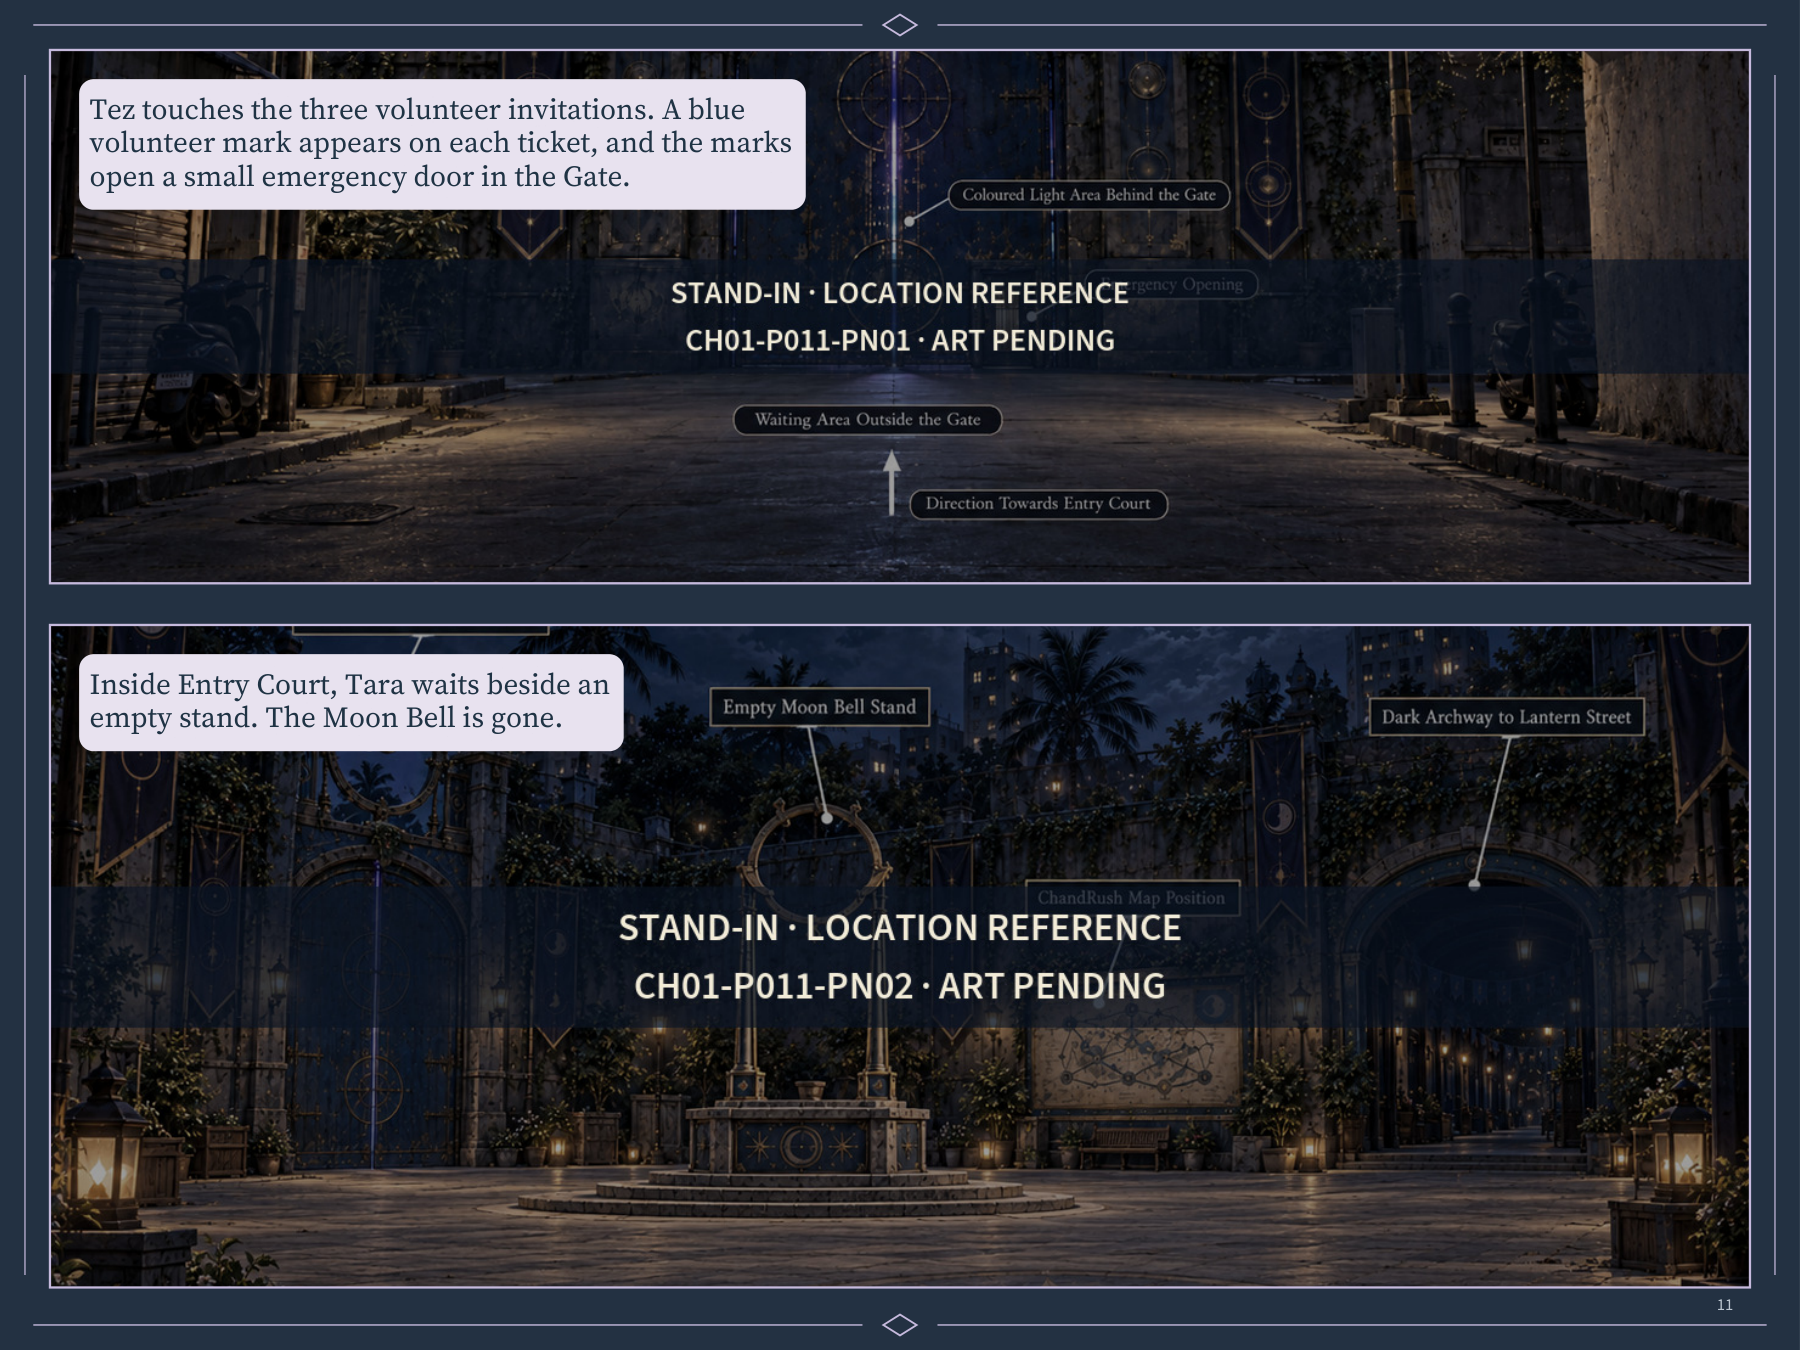 Tez touches the three volunteer invitations. A blue
volunteer mark appears on each ticket, and the marks
open a small emergency door in the Gate.
Coloured Light Area Behind the Gate
Emergency Opening
STAND-IN · LOCATION REFERENCE
CH01-P011-PN01 · ART PENDING
Waiting Area Outside the Gate
Direction Towards Entry Court
Inside Entry Court, Tara waits beside an
empty stand. The Moon Bell is gone.
Empty Moon Bell Stand
Dark Archway to Lantern Street
ChandRush Map Position
STAND-IN · LOCATION REFERENCE
CH01-P011-PN02 · ART PENDING
11